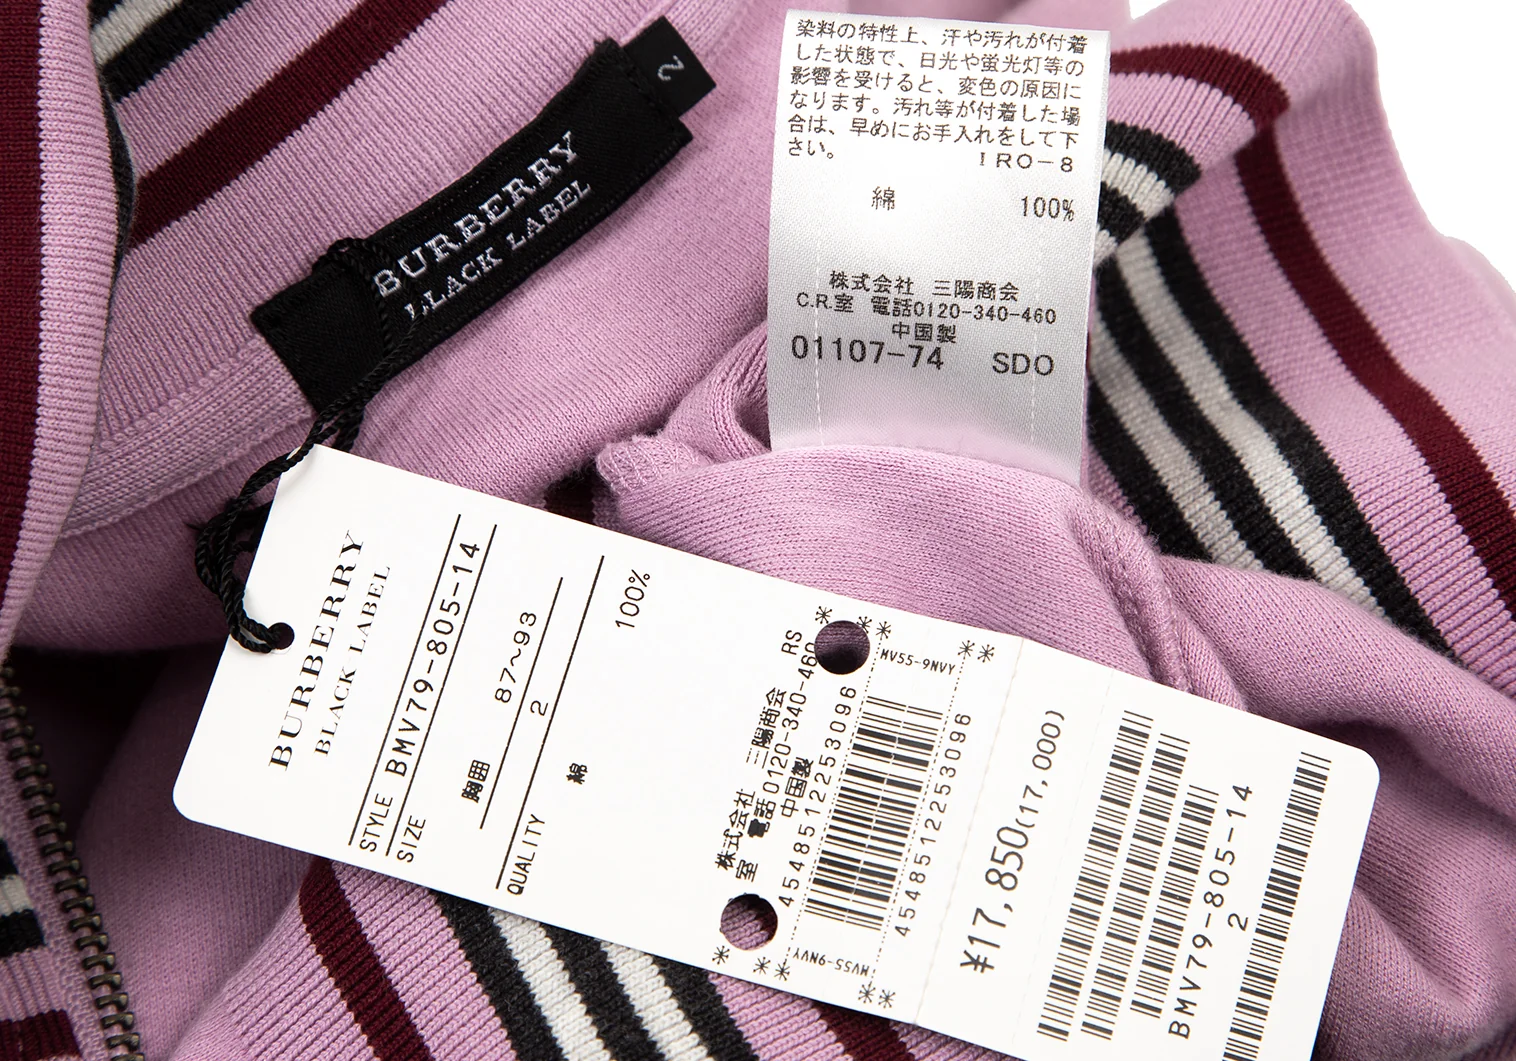 2
BURBERRY
BLACK LABEL
染料の特性上、汗や汚れが付着
した状態で、日光や蛍光灯等の
影響を受けると、変色の原因に
なります。汚れ等が付着した場
合は、早めにお手入れをして下
さい。 IRO-8
綿 100%
株式会社 三陽商会
C.R.室 電話0120-340-460
中国製
01107-74 SDO
BURBERRY
BLACK LABEL
STYLE BMV79-805-14
SIZE
胸囲 87~93
2
QUALITY
綿 100%
RS
株式会社 三陽商会
室 電話0120-340-460
中国製
4548512253096
MV55-9NVY
MV55-9NVY
4548512253096
¥17,850(17,000)
BMV79-805-14
2